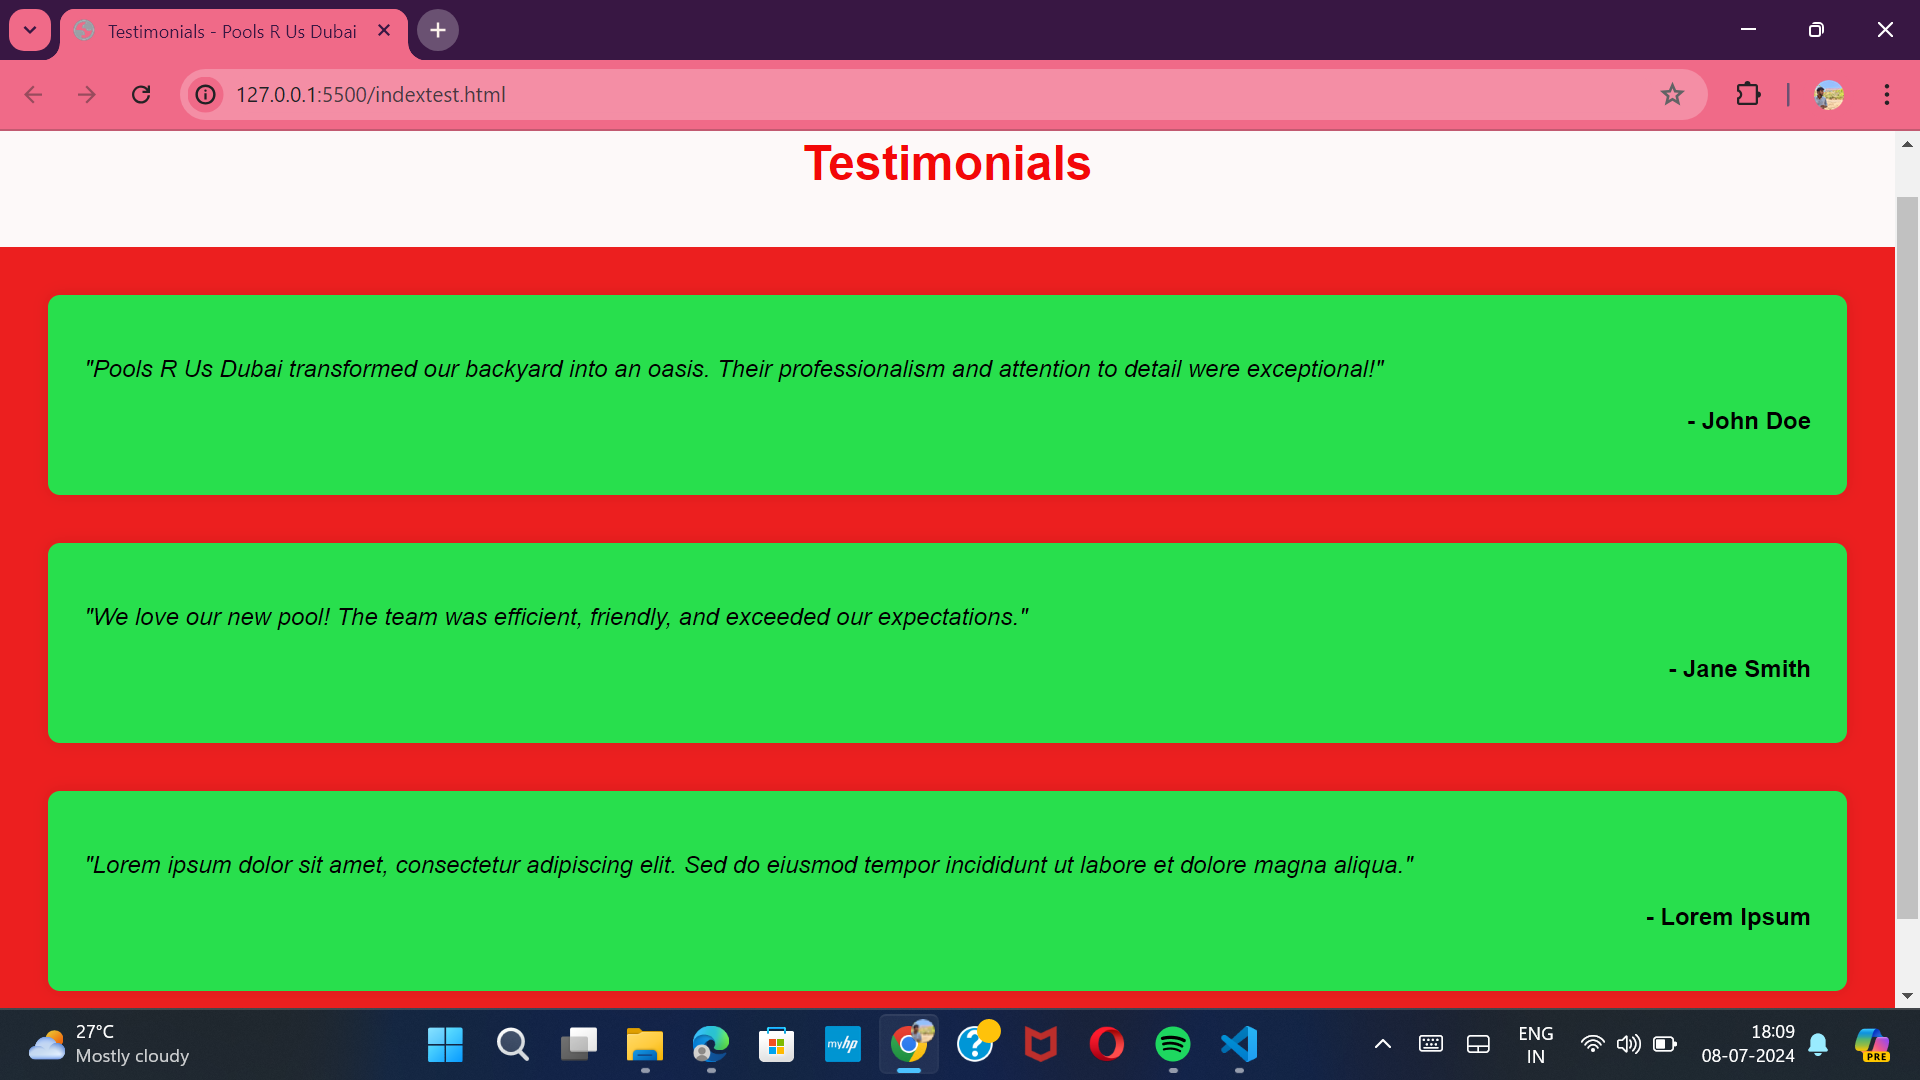 Testimonials - Pools R Us Dubai
127.0.0.1:5500/indextest.html
Testimonials
"Pools R Us Dubai transformed our backyard into an oasis. Their professionalism and attention to detail were exceptional!"
- John Doe
"We love our new pool! The team was efficient, friendly, and exceeded our expectations."
- Jane Smith
"Lorem ipsum dolor sit amet, consectetur adipiscing elit. Sed do eiusmod tempor incididunt ut labore et dolore magna aliqua."
- Lorem Ipsum
27°C
Mostly cloudy
myhp
ENG
IN
18:09
08-07-2024
PRE